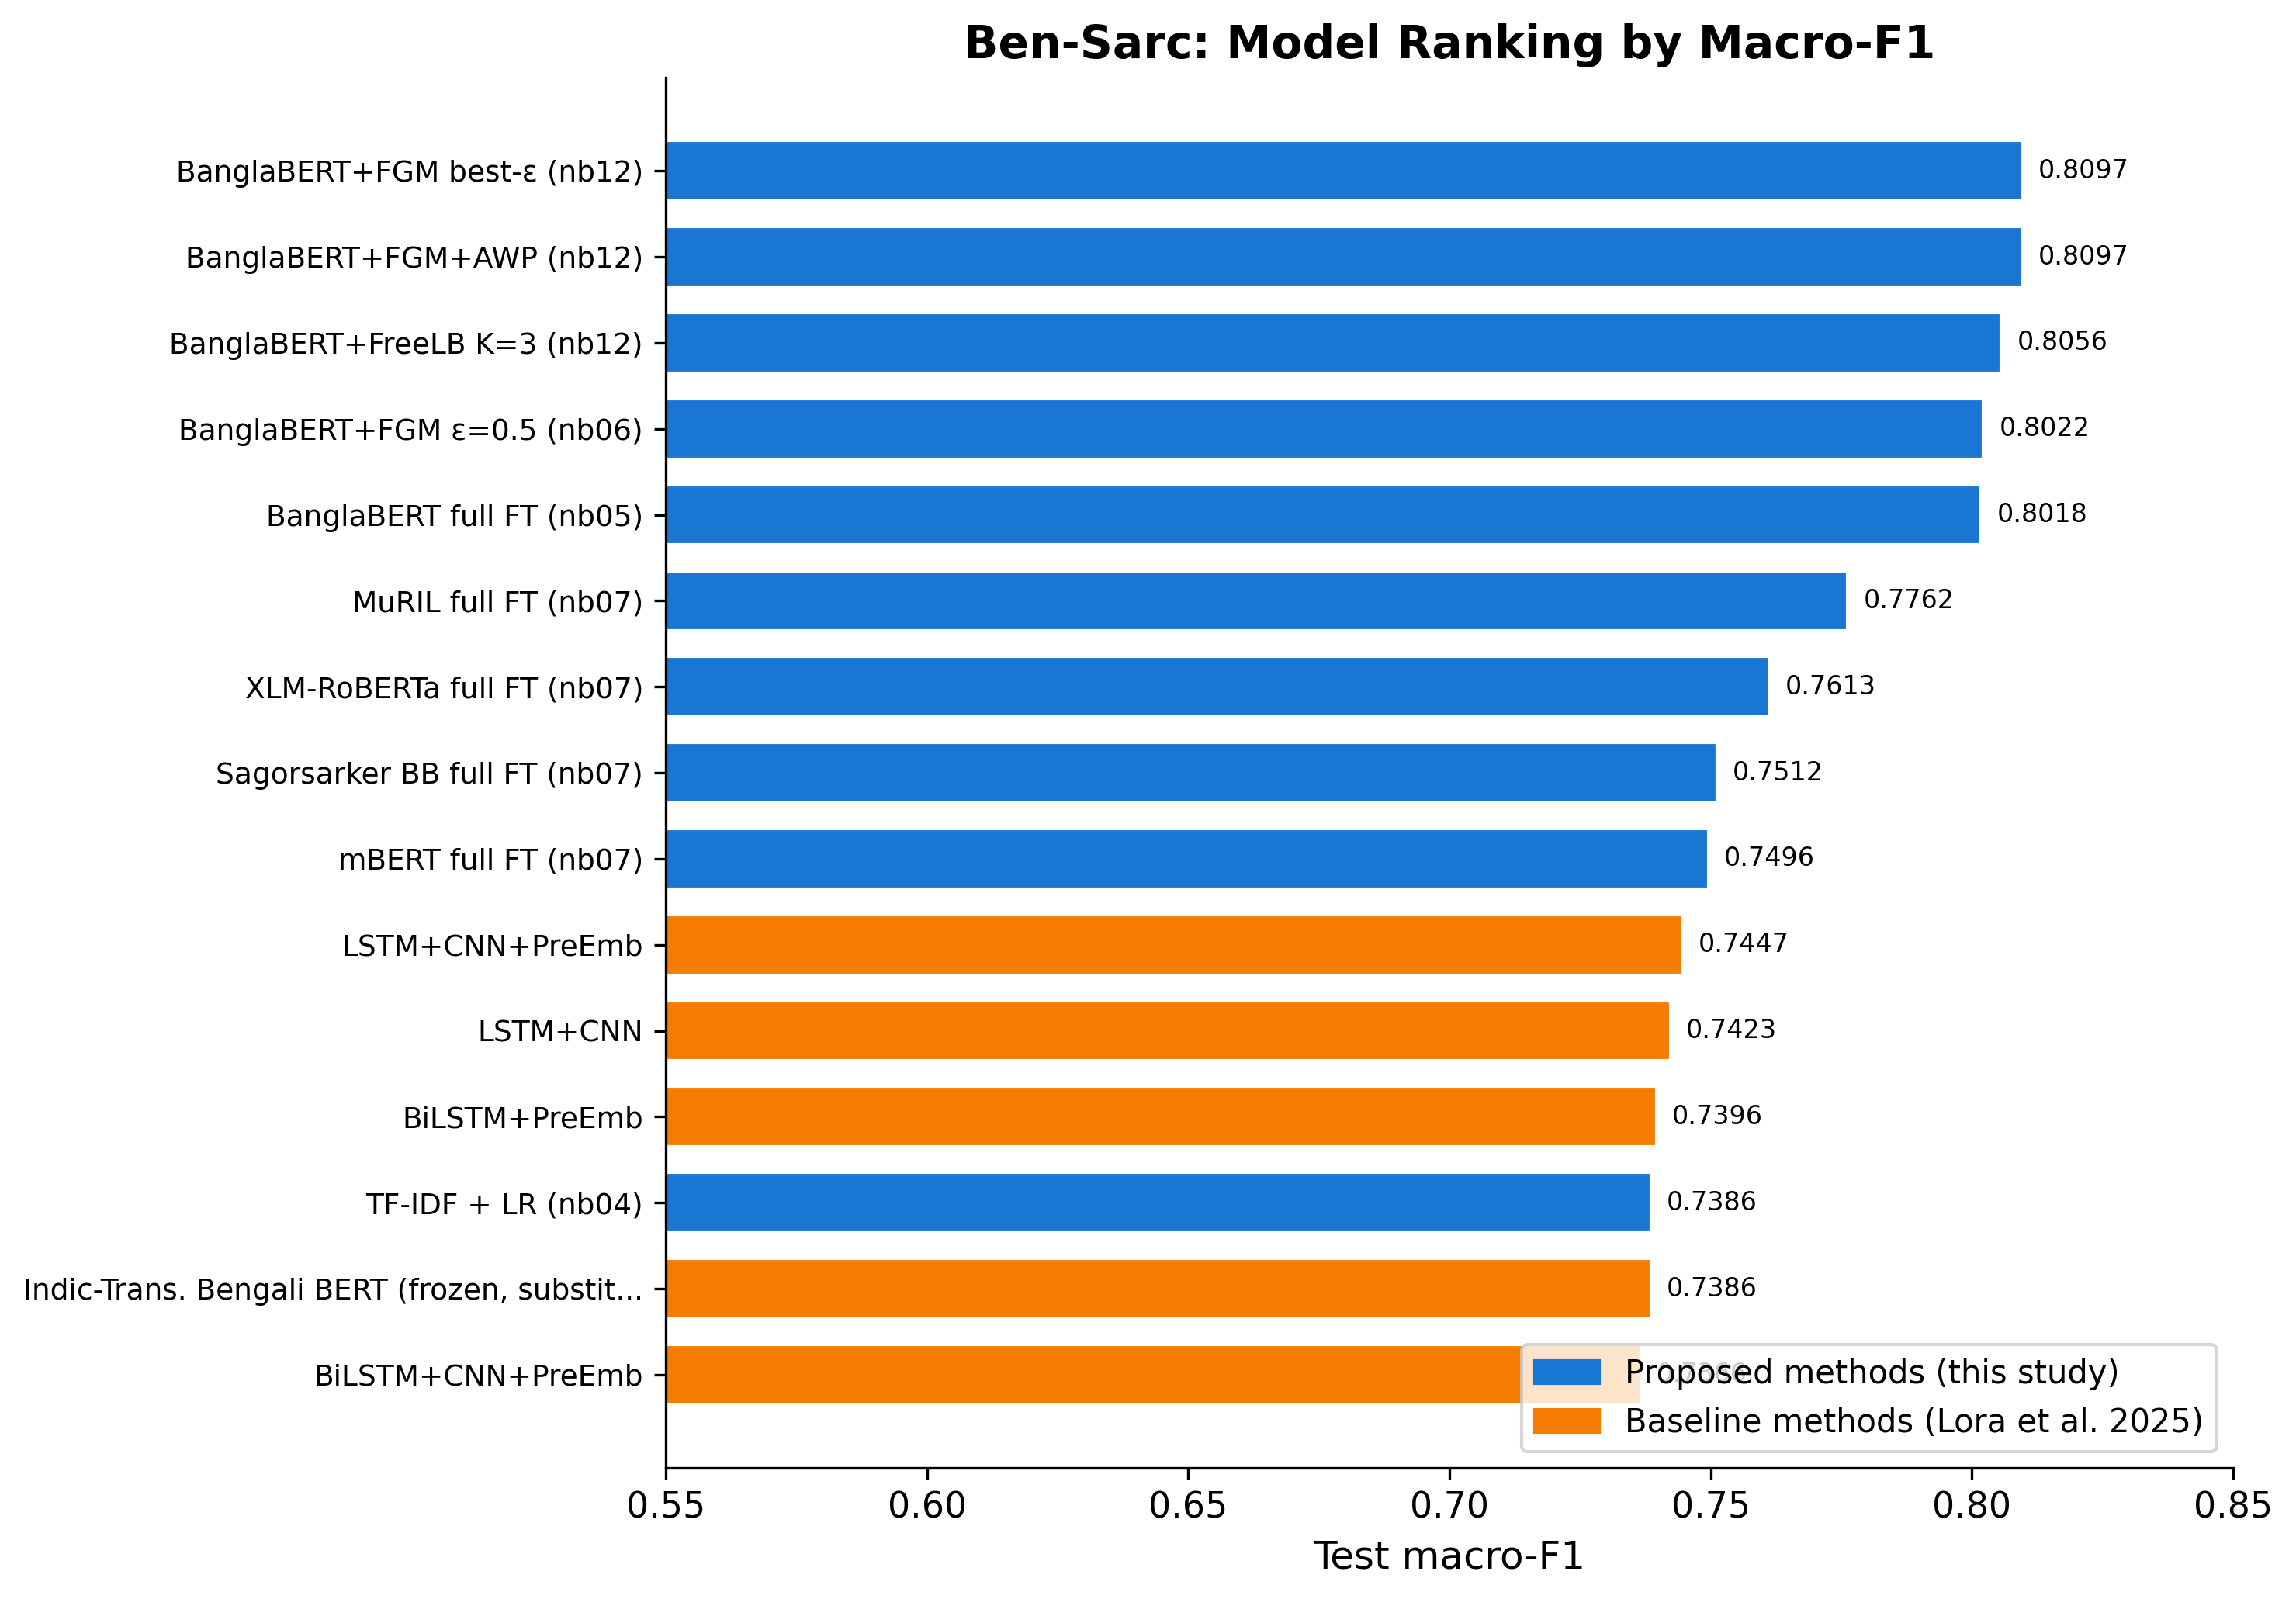 Ben-Sarc: Model Ranking by Macro-F1
BanglaBERT+FGM best-ε (nb12) 0.8097
BanglaBERT+FGM+AWP (nb12) 0.8097
BanglaBERT+FreeLB K=3 (nb12) 0.8056
BanglaBERT+FGM ε=0.5 (nb06) 0.8022
BanglaBERT full FT (nb05) 0.8018
MuRIL full FT (nb07) 0.7762
XLM-RoBERTa full FT (nb07) 0.7613
Sagorsarker BB full FT (nb07) 0.7512
mBERT full FT (nb07) 0.7496
LSTM+CNN+PreEmb 0.7447
LSTM+CNN 0.7423
BiLSTM+PreEmb 0.7396
TF-IDF + LR (nb04) 0.7386
Indic-Trans. Bengali BERT (frozen, substit... 0.7386
BiLSTM+CNN+PreEmb
Proposed methods (this study)
Baseline methods (Lora et al. 2025)
0.55 0.60 0.65 0.70 0.75 0.80 0.85
Test macro-F1